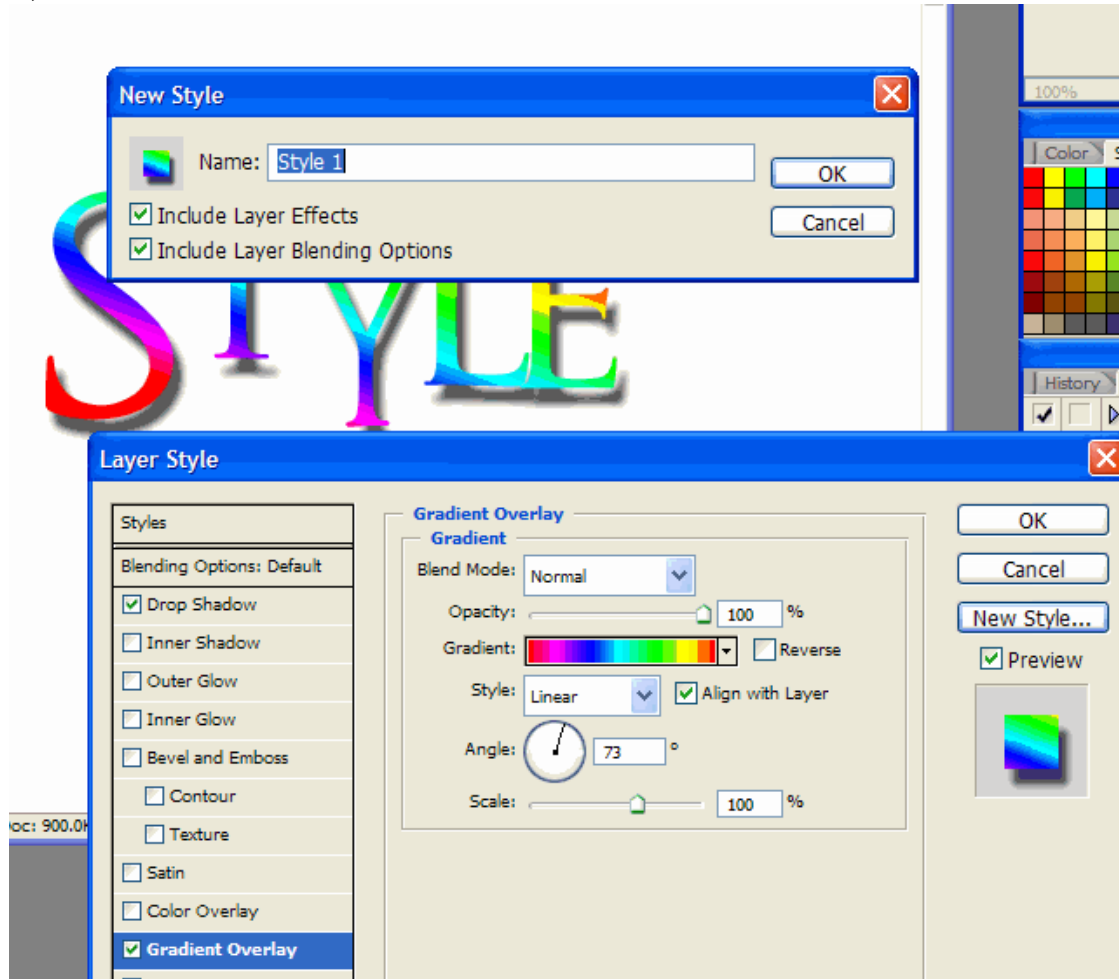 New Style
100%
Name: Style 1
OK
Color
Include Layer Effects
Cancel
Include Layer Blending Options
STYLE
History
Layer Style
Styles
Gradient Overlay
OK
Gradient
Blending Options: Default
Blend Mode: Normal
Cancel
Drop Shadow
Opacity: 100 %
New Style...
Inner Shadow
Gradient: Reverse
Preview
Outer Glow
Style: Linear Align with Layer
Inner Glow
Angle: 73 °
Bevel and Emboss
Contour
Scale: 100 %
Doc: 900.0K
Texture
Satin
Color Overlay
Gradient Overlay